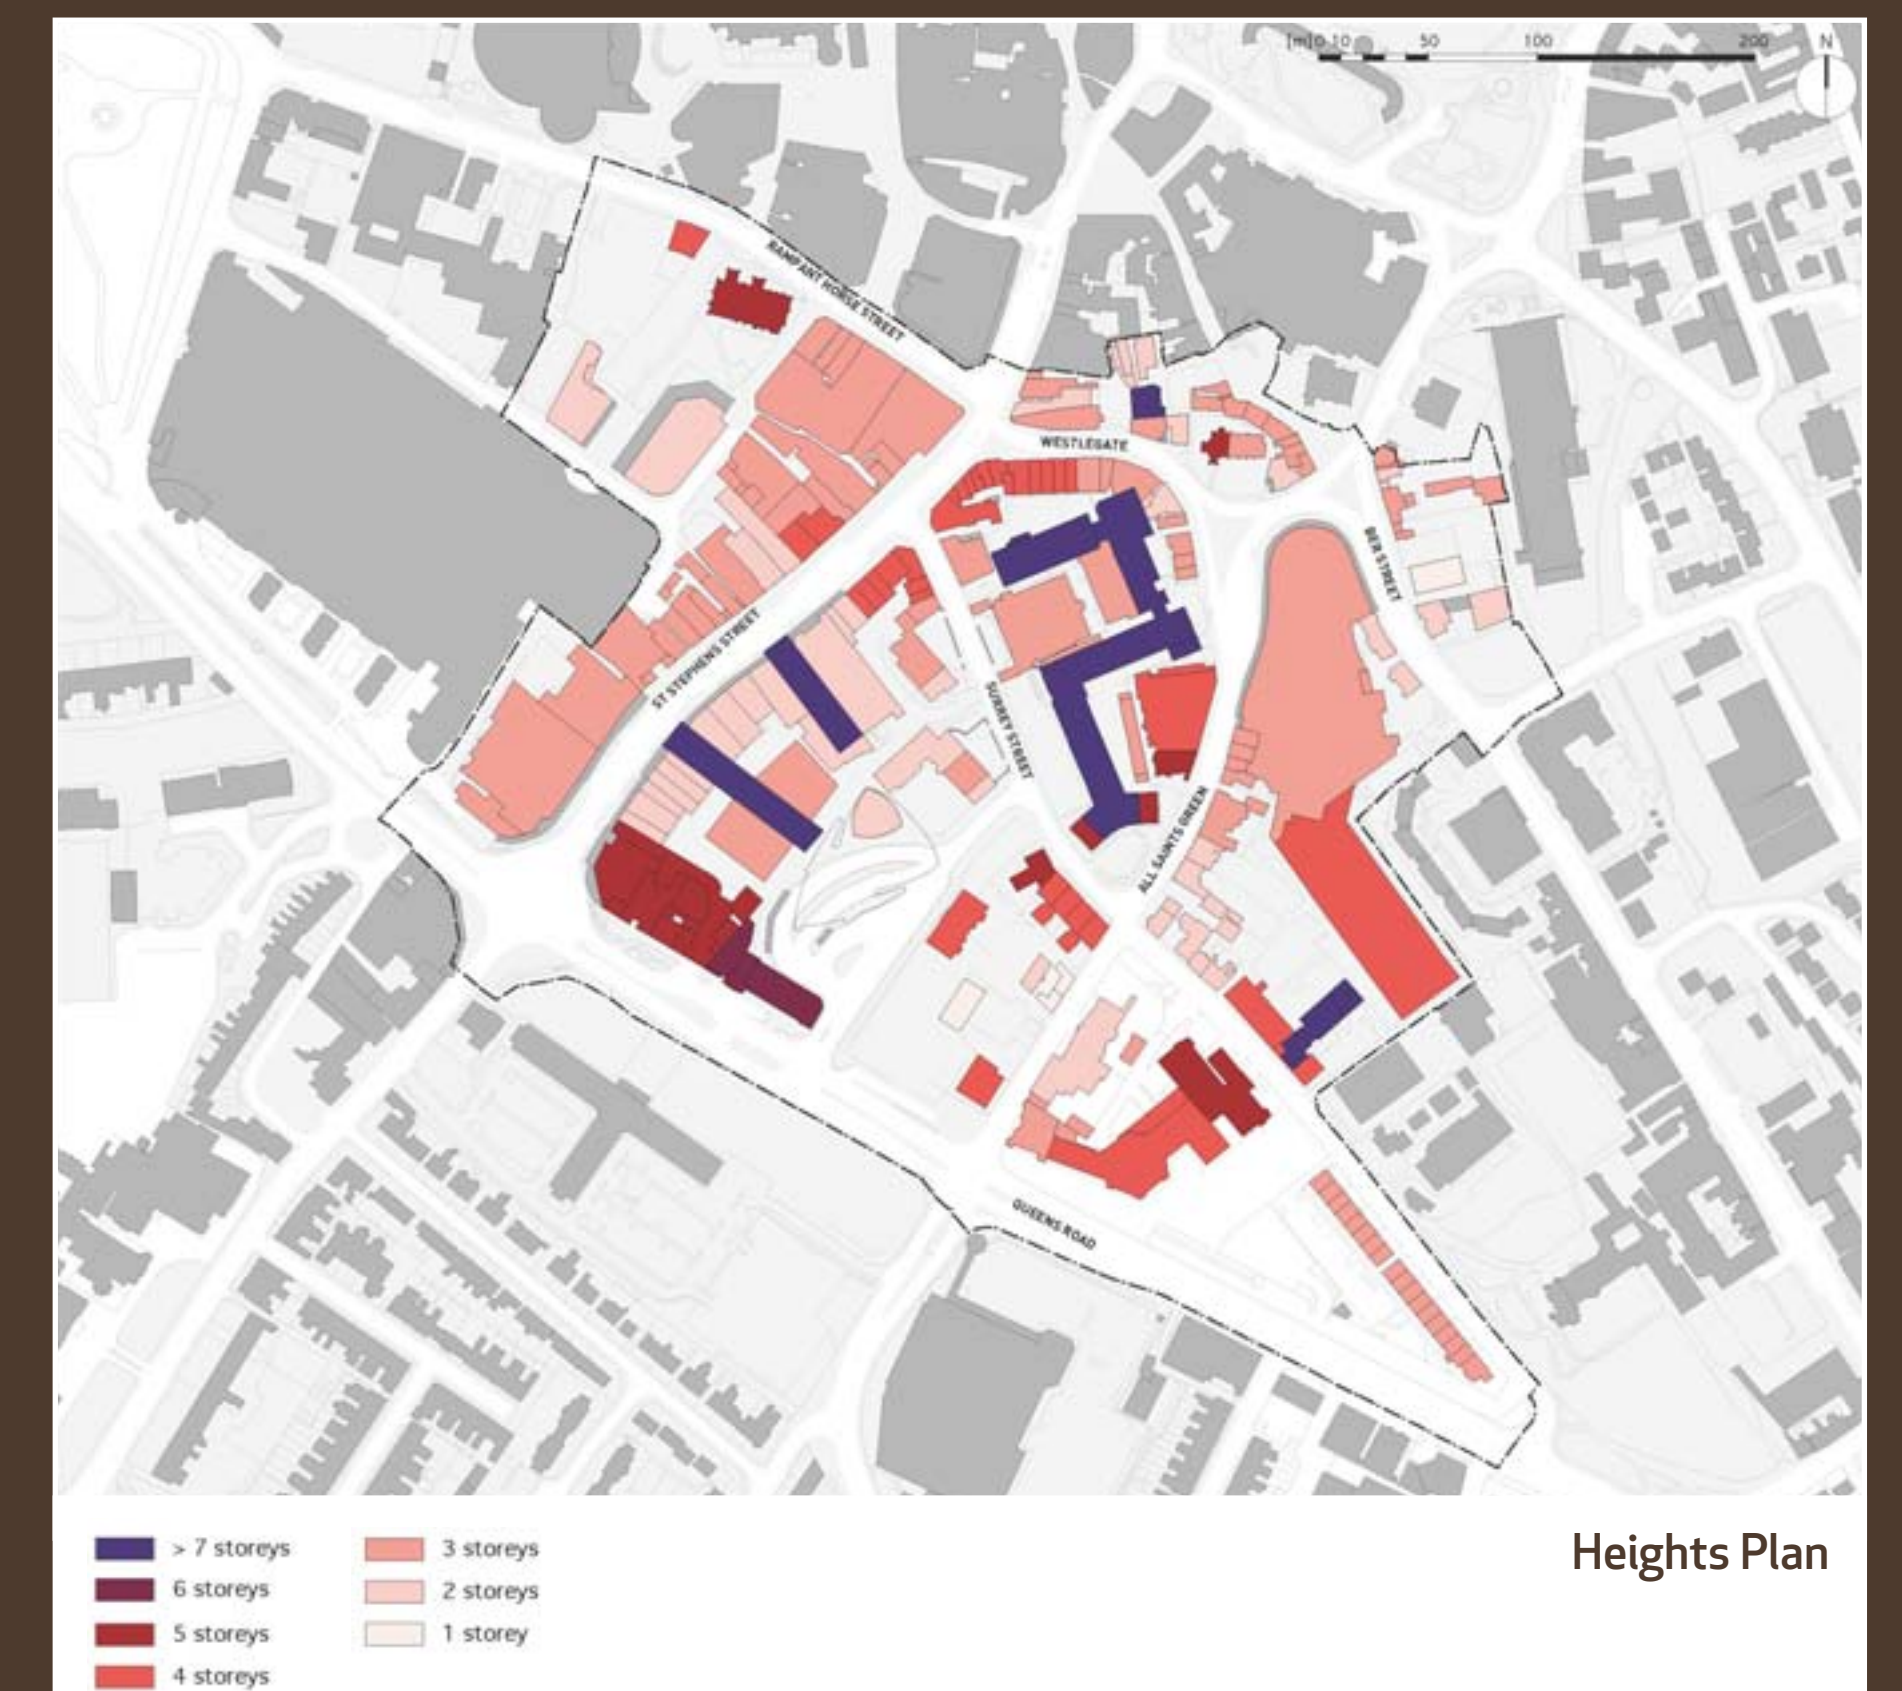 [m]0 10 50 100 200
N
RAMPANT HORSE STREET
WESTLEGATE
BER STREET
ST STEPHENS STREET
SURREY STREET
ALL SAINTS GREEN
QUEENS ROAD
> 7 storeys
6 storeys
5 storeys
4 storeys
3 storeys
2 storeys
1 storey
Heights Plan